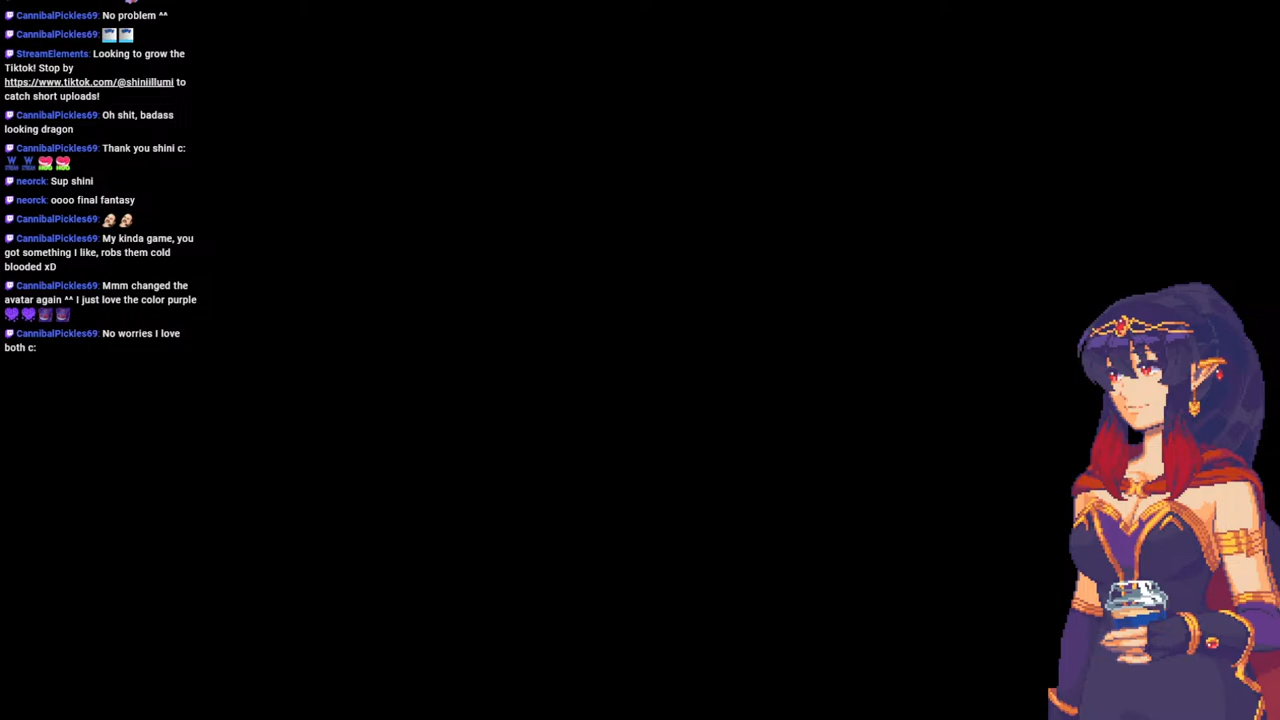 CannibalPickles69: No problem ^^
CannibalPickles69:
StreamElements: Looking to grow the
Tiktok! Stop by
https://www.tiktok.com/@shiniillumi to
catch short uploads!
CannibalPickles69: Oh shit, badass
looking dragon
CannibalPickles69: Thank you shini c:
neorck: Sup shini
neorck: oooo final fantasy
CannibalPickles69:
CannibalPickles69: My kinda game, you
got something I like, robs them cold
blooded xD
CannibalPickles69: Mmm changed the
avatar again ^^ I just love the color purple
CannibalPickles69: No worries I love
both c: